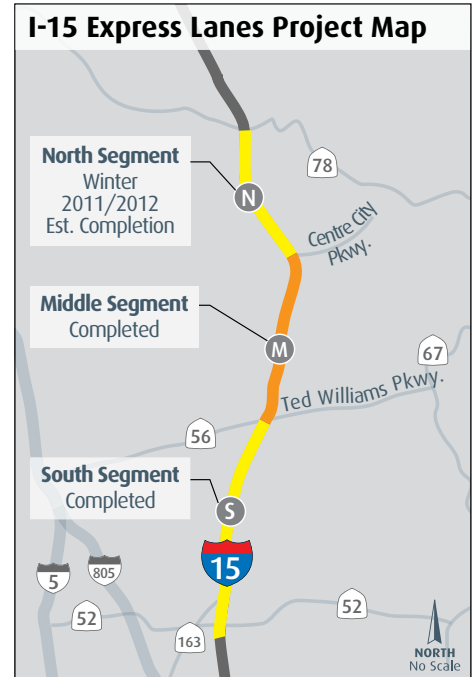 I-15 Express Lanes Project Map
North Segment
Winter
2011/2012
Est. Completion
N
78
Centre City
Pkwy.
Middle Segment
Completed
M
67
Ted Williams Pkwy.
56
South Segment
Completed
S
15
5
805
52
163
52
NORTH
No Scale